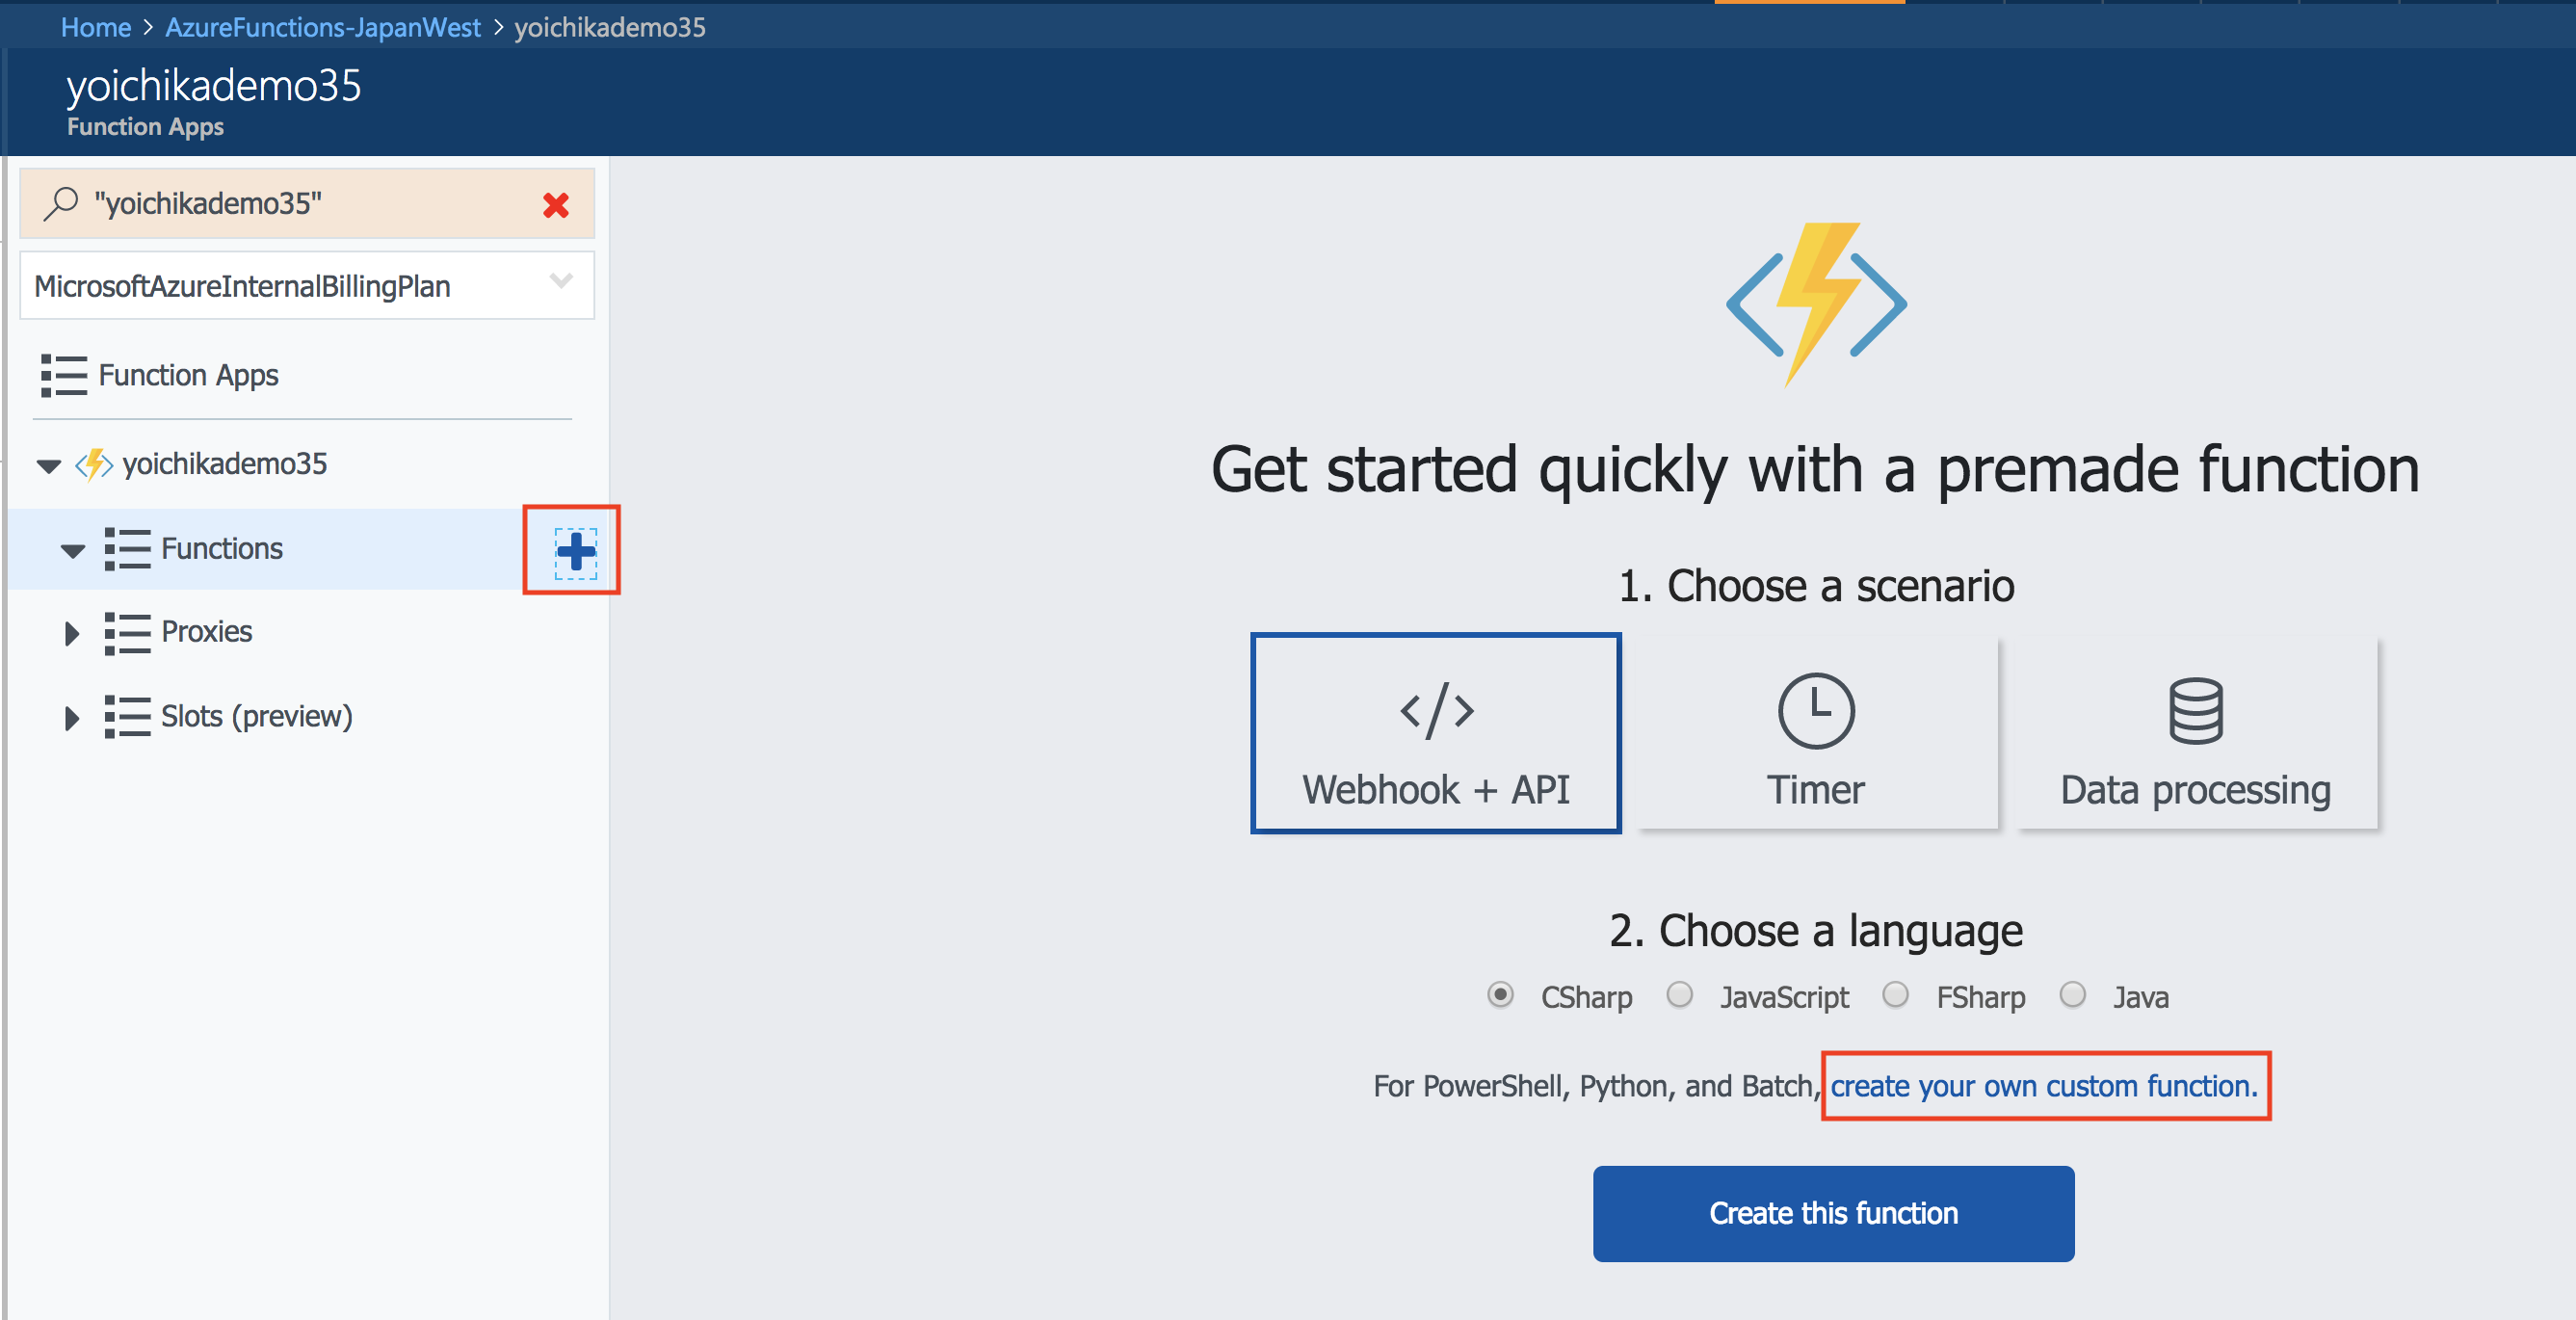 Home > AzureFunctions-JapanWest > yoichikademo35
yoichikademo35
Function Apps
"yoichikademo35"
MicrosoftAzureInternalBillingPlan
Function Apps
yoichikademo35
Functions
Proxies
Slots (preview)
Get started quickly with a premade function
1. Choose a scenario
Webhook + API
Timer
Data processing
2. Choose a language
CSharp JavaScript FSharp Java
For PowerShell, Python, and Batch, create your own custom function.
Create this function